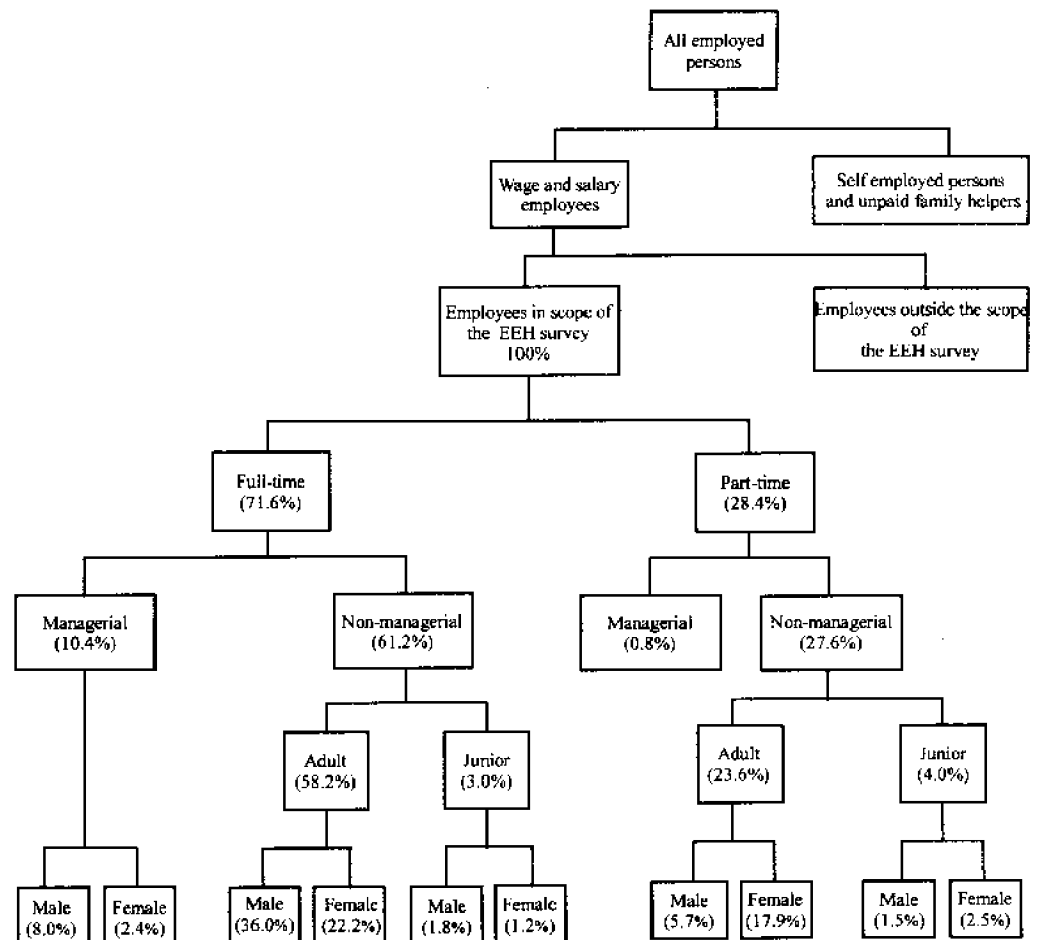 All employed
persons
Wage and salary
employees
Self employed persons
and unpaid family helpers
Employees in scope of
the EEH survey
100%
Employees outside the scope
of
the EEH survey
Full-time
(71.6%)
Part-time
(28.4%)
Managerial
(10.4%)
Non-managerial
(61.2%)
Managerial
(0.8%)
Non-managerial
(27.6%)
Adult
(58.2%)
Junior
(3.0%)
Adult
(23.6%)
Junior
(4.0%)
Male
(8.0%)
Female
(2.4%)
Male
(36.0%)
Female
(22.2%)
Male
(1.8%)
Female
(1.2%)
Male
(5.7%)
Female
(17.9%)
Male
(1.5%)
Female
(2.5%)